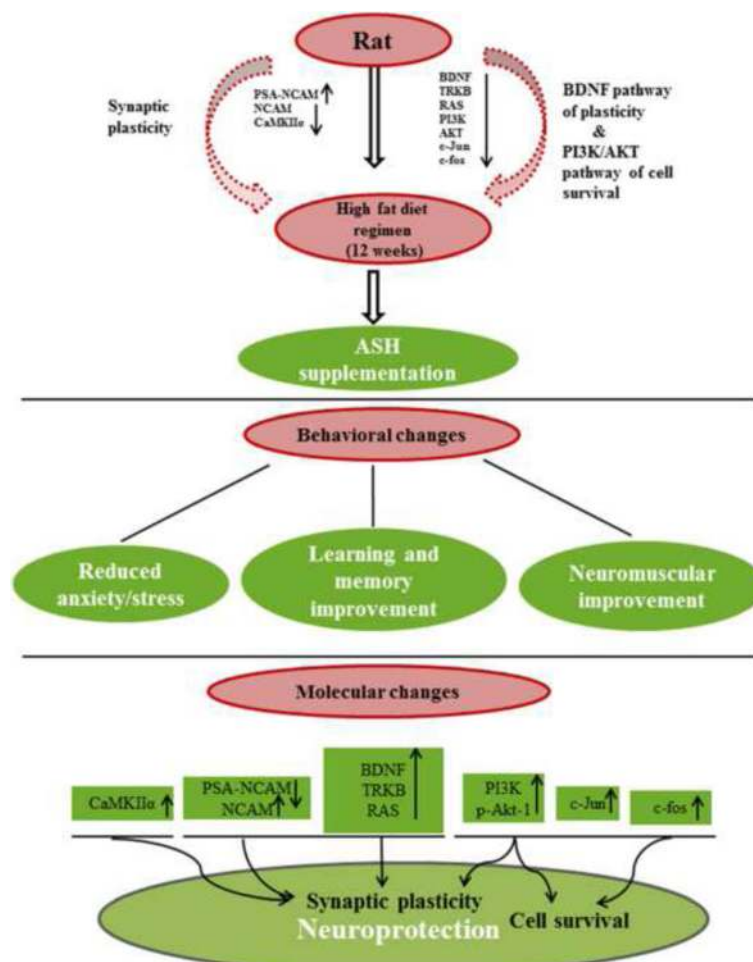 Rat
Synaptic
plasticity
PSA-NCAM
NCAM
CaMKIIα
BDNF
TRKB
RAS
PI3K
AKT
c-Jun
c-fos
BDNF pathway
of plasticity
&
PI3K/AKT
pathway of cell
survival
High fat diet
regimen
(12 weeks)
ASH
supplementation
Behavioral changes
Reduced
anxiety/stress
Learning and
memory
improvement
Neuromuscular
improvement
Molecular changes
CaMKIIα
PSA-NCAM
NCAM
BDNF
TRKB
RAS
PI3K
p-Akt-1
c-Jun
c-fos
Synaptic plasticity
Cell survival
Neuroprotection